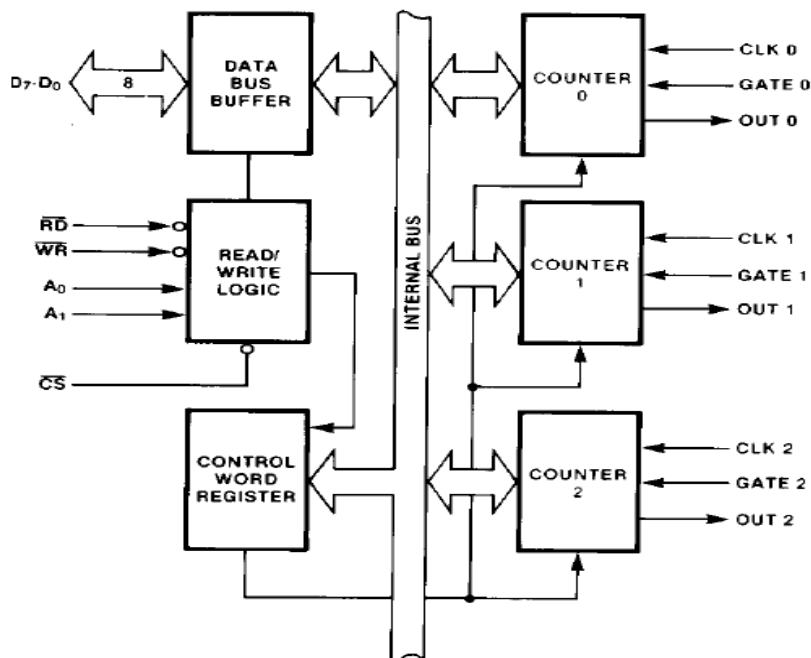 D7-D0
8
DATA
BUS
BUFFER
COUNTER
0
CLK 0
GATE 0
OUT 0
RD
WR
A0
A1
READ/
WRITE
LOGIC
CS
INTERNAL BUS
COUNTER
1
CLK 1
GATE 1
OUT 1
CONTROL
WORD
REGISTER
COUNTER
2
CLK 2
GATE 2
OUT 2